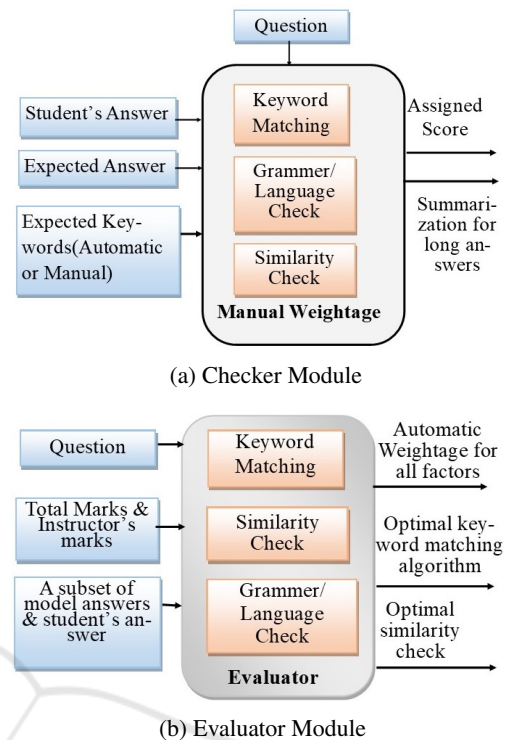 Question
Student's Answer
Expected Answer
Expected Key-
words(Automatic
or Manual)
Keyword
Matching
Grammer/
Language
Check
Similarity
Check
Manual Weightage
Assigned
Score
Summari-
zation for
long an-
swers
(a) Checker Module
Question
Total Marks &
Instructor's
marks
A subset of
model answers
& student's an-
swer
Keyword
Matching
Similarity
Check
Grammer/
Language
Check
Evaluator
Automatic
Weightage for
all factors
Optimal key-
word matching
algorithm
Optimal
similarity
check
(b) Evaluator Module